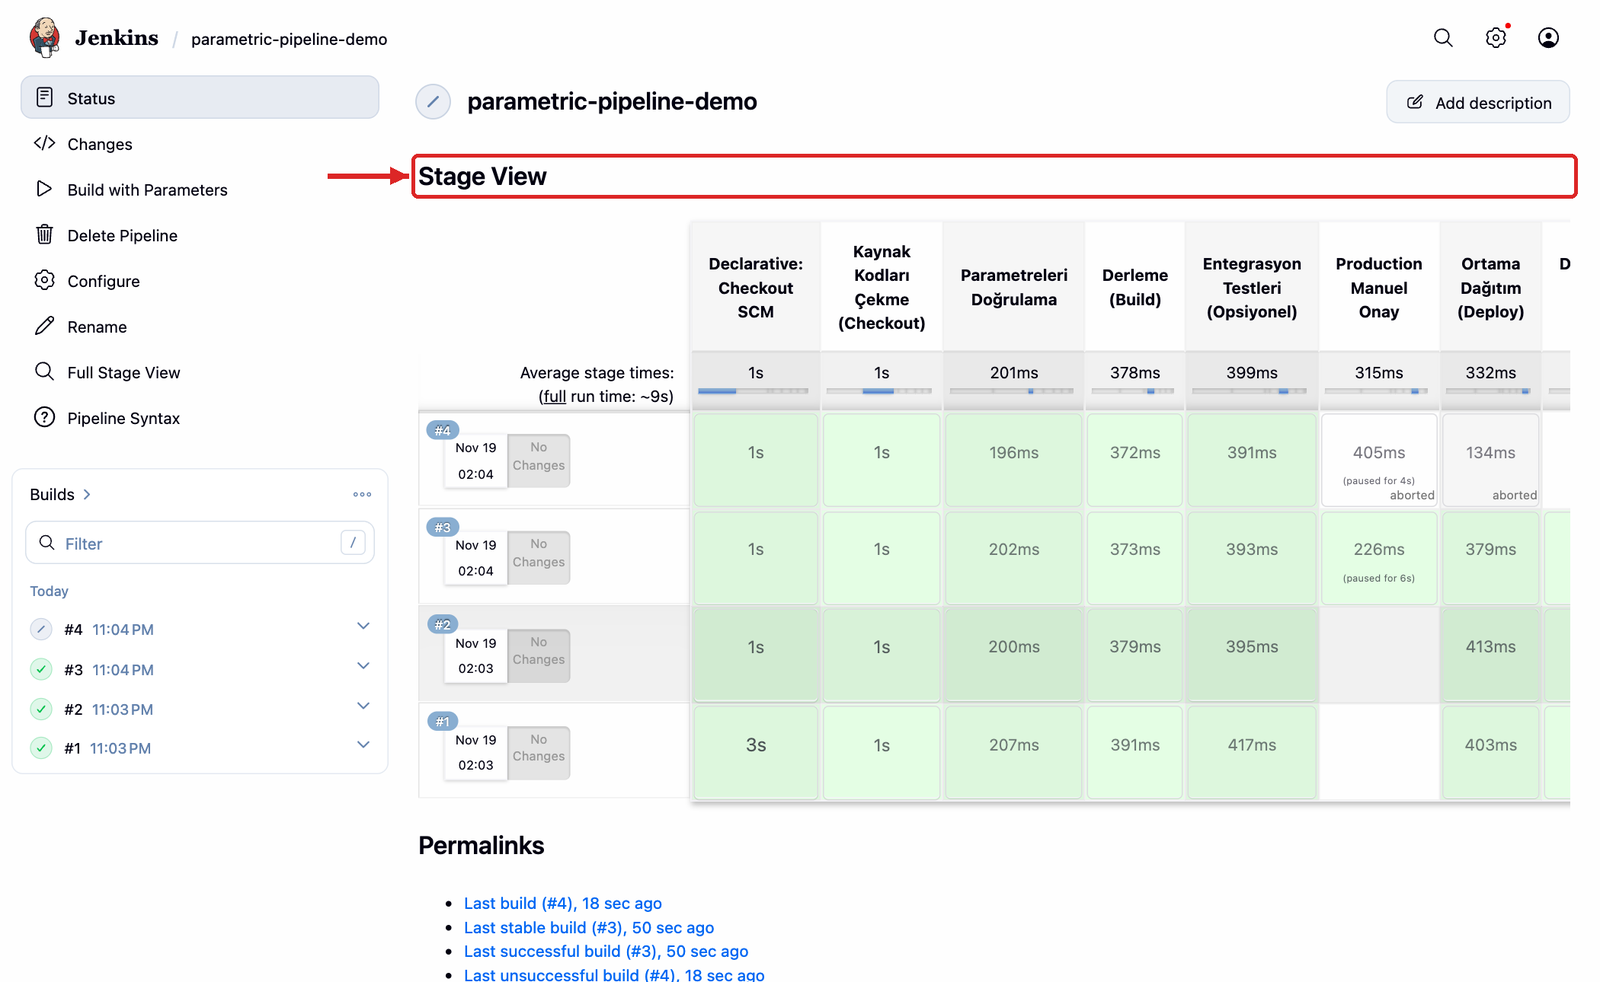 Jenkins / parametric-pipeline-demo
Status
Changes
Build with Parameters
Delete Pipeline
Configure
Rename
Full Stage View
Pipeline Syntax
Builds
Filter /
Today
#4 11:04 PM
#3 11:04 PM
#2 11:03 PM
#1 11:03 PM
parametric-pipeline-demo
Add description
Stage View
Declarative:
Checkout
SCM
Kaynak
Kodları
Çekme
(Checkout)
Parametreleri
Doğrulama
Derleme
(Build)
Entegrasyon
Testleri
(Opsiyonel)
Production
Manuel
Onay
Ortama
Dağıtım
(Deploy)
D
Average stage times:
(full run time: ~9s)
1s
1s
201ms
378ms
399ms
315ms
332ms
#4
Nov 19
02:04
No
Changes
1s
1s
196ms
372ms
391ms
405ms
(paused for 4s)
aborted
134ms
aborted
#3
Nov 19
02:04
No
Changes
1s
1s
202ms
373ms
393ms
226ms
(paused for 6s)
379ms
#2
Nov 19
02:03
No
Changes
1s
1s
200ms
379ms
395ms
413ms
#1
Nov 19
02:03
No
Changes
3s
1s
207ms
391ms
417ms
403ms
Permalinks
Last build (#4), 18 sec ago
Last stable build (#3), 50 sec ago
Last successful build (#3), 50 sec ago
Last unsuccessful build (#4), 18 sec ago